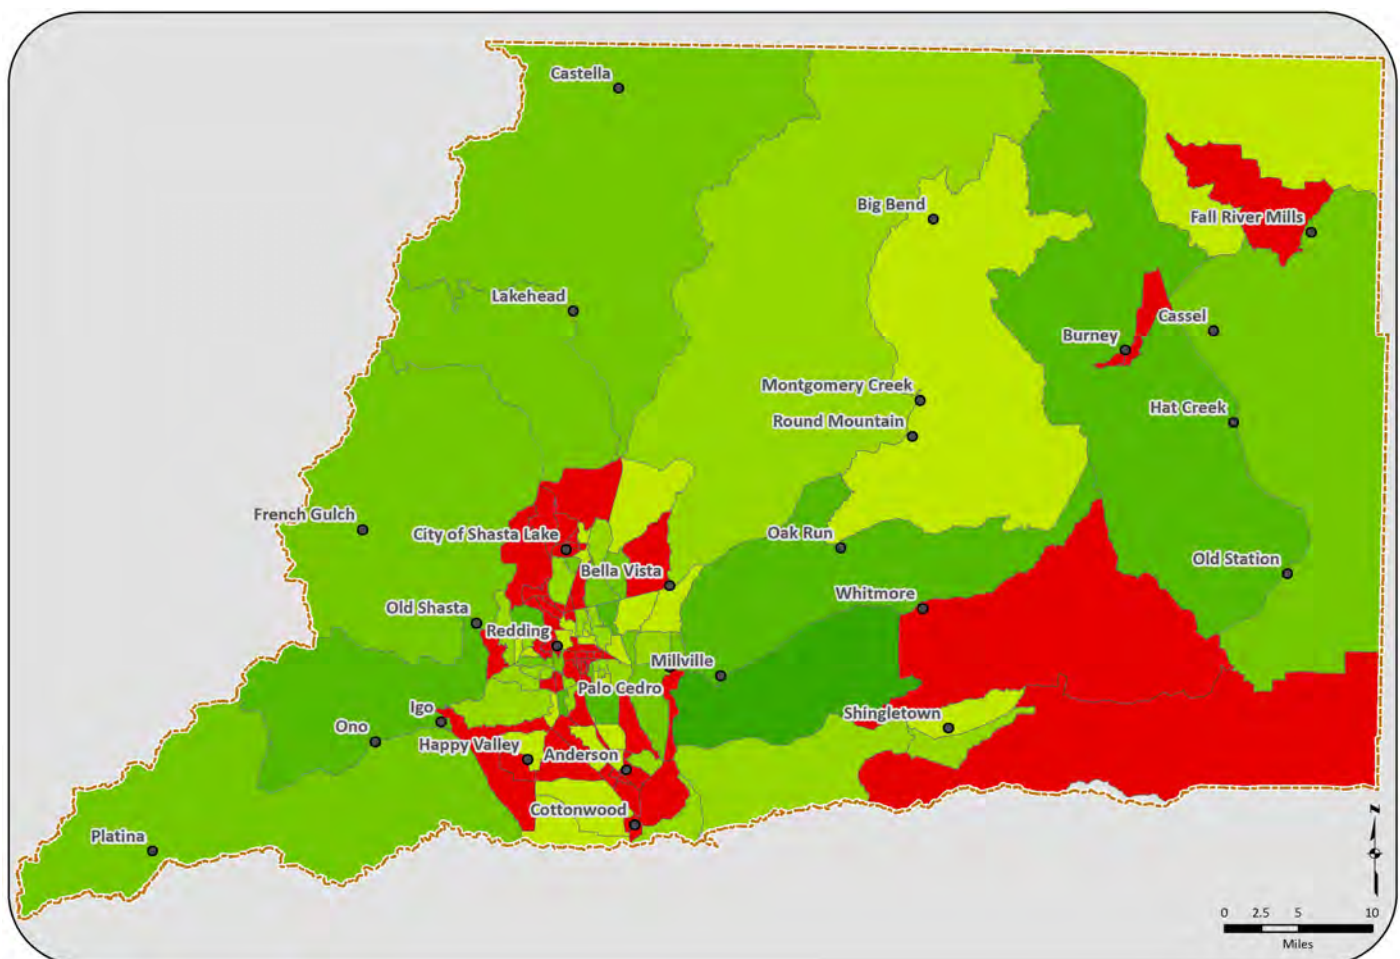 Castella
Big Bend
Fall River Mills
Lakehead
Cassel
Burney
Montgomery Creek
Hat Creek
Round Mountain
French Gulch
City of Shasta Lake
Oak Run
Old Station
Bella Vista
Whitmore
Old Shasta
Redding
Millville
Palo Cedro
Igo
Shingletown
Ono
Happy Valley
Anderson
Cottonwood
N
Platina
0 2.5 5 10
Miles